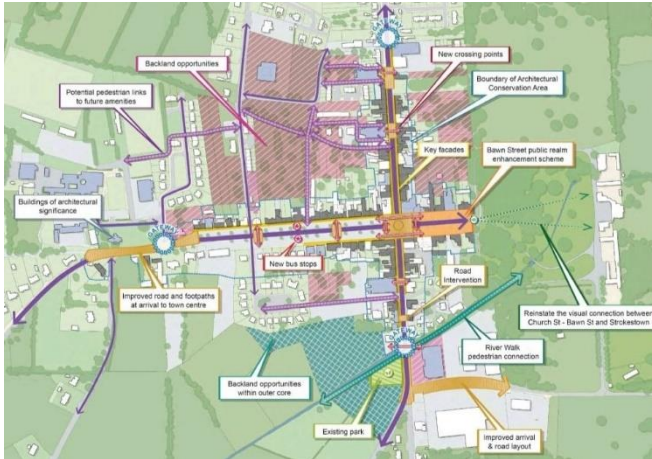 GATEWAY
New crossing points
Backland opportunities
Boundary of Architectural
Conservation Area
Potential pedestrian links
to future amenities
Key facades
Bawn Street public realm
enhancement scheme
Buildings of architectural
significance
GATEWAY
New bus stops
Road
Intervention
Improved road and footpaths
at arrival to town centre
Reinstate the visual connection between
Church St - Bawn St and Strokestown
River Walk
pedestrian connection
GATEWAY
Backland opportunities
within outer core
Existing park
Improved arrival
& road layout